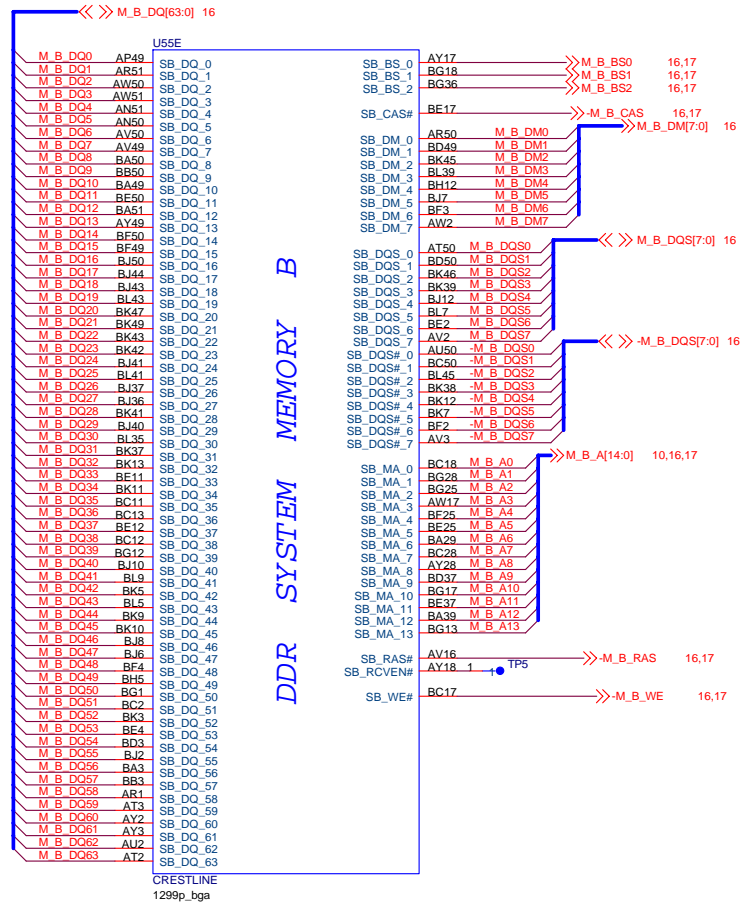 M_B_DQ[63:0] 16
U55E
M_B_DQ0 AP49 SB_DQ_0
M_B_DQ1 AR51 SB_DQ_1
M_B_DQ2 AW50 SB_DQ_2
M_B_DQ3 AW51 SB_DQ_3
M_B_DQ4 AN51 SB_DQ_4
M_B_DQ5 AN50 SB_DQ_5
M_B_DQ6 AV50 SB_DQ_6
M_B_DQ7 AV49 SB_DQ_7
M_B_DQ8 BA50 SB_DQ_8
M_B_DQ9 BB50 SB_DQ_9
M_B_DQ10 BA49 SB_DQ_10
M_B_DQ11 BE50 SB_DQ_11
M_B_DQ12 BA51 SB_DQ_12
M_B_DQ13 AY49 SB_DQ_13
M_B_DQ14 BF50 SB_DQ_14
M_B_DQ15 BF49 SB_DQ_15
M_B_DQ16 BJ50 SB_DQ_16
M_B_DQ17 BJ44 SB_DQ_17
M_B_DQ18 BJ43 SB_DQ_18
M_B_DQ19 BL43 SB_DQ_19
M_B_DQ20 BK47 SB_DQ_20
M_B_DQ21 BK49 SB_DQ_21
M_B_DQ22 BK43 SB_DQ_22
M_B_DQ23 BK42 SB_DQ_23
M_B_DQ24 BJ41 SB_DQ_24
M_B_DQ25 BL41 SB_DQ_25
M_B_DQ26 BJ37 SB_DQ_26
M_B_DQ27 BJ36 SB_DQ_27
M_B_DQ28 BK41 SB_DQ_28
M_B_DQ29 BJ40 SB_DQ_29
M_B_DQ30 BL35 SB_DQ_30
M_B_DQ31 BK37 SB_DQ_31
M_B_DQ32 BK13 SB_DQ_32
M_B_DQ33 BE11 SB_DQ_33
M_B_DQ34 BK11 SB_DQ_34
M_B_DQ35 BC11 SB_DQ_35
M_B_DQ36 BC13 SB_DQ_36
M_B_DQ37 BE12 SB_DQ_37
M_B_DQ38 BC12 SB_DQ_38
M_B_DQ39 BG12 SB_DQ_39
M_B_DQ40 BJ10 SB_DQ_40
M_B_DQ41 BL9 SB_DQ_41
M_B_DQ42 BK5 SB_DQ_42
M_B_DQ43 BL5 SB_DQ_43
M_B_DQ44 BK9 SB_DQ_44
M_B_DQ45 BK10 SB_DQ_45
M_B_DQ46 BJ8 SB_DQ_46
M_B_DQ47 BJ6 SB_DQ_47
M_B_DQ48 BF4 SB_DQ_48
M_B_DQ49 BH5 SB_DQ_49
M_B_DQ50 BG1 SB_DQ_50
M_B_DQ51 BC2 SB_DQ_51
M_B_DQ52 BK3 SB_DQ_52
M_B_DQ53 BE4 SB_DQ_53
M_B_DQ54 BD3 SB_DQ_54
M_B_DQ55 BJ2 SB_DQ_55
M_B_DQ56 BA3 SB_DQ_56
M_B_DQ57 BB3 SB_DQ_57
M_B_DQ58 AR1 SB_DQ_58
M_B_DQ59 AT3 SB_DQ_59
M_B_DQ60 AY2 SB_DQ_60
M_B_DQ61 AY3 SB_DQ_61
M_B_DQ62 AU2 SB_DQ_62
M_B_DQ63 AT2 SB_DQ_63
DDR SYSTEM MEMORY B
SB_BS_0 AY17 M_B_BS0 16,17
SB_BS_1 BG18 M_B_BS1 16,17
SB_BS_2 BG36 M_B_BS2 16,17
SB_CAS# BE17 -M_B_CAS 16,17
M_B_DM[7:0] 16
SB_DM_0 AR50 M_B_DM0
SB_DM_1 BD49 M_B_DM1
SB_DM_2 BK45 M_B_DM2
SB_DM_3 BL39 M_B_DM3
SB_DM_4 BH12 M_B_DM4
SB_DM_5 BJ7 M_B_DM5
SB_DM_6 BF3 M_B_DM6
SB_DM_7 AW2 M_B_DM7
M_B_DQS[7:0] 16
SB_DQS_0 AT50 M_B_DQS0
SB_DQS_1 BD50 M_B_DQS1
SB_DQS_2 BK46 M_B_DQS2
SB_DQS_3 BK39 M_B_DQS3
SB_DQS_4 BJ12 M_B_DQS4
SB_DQS_5 BL7 M_B_DQS5
SB_DQS_6 BE2 M_B_DQS6
SB_DQS_7 AV2 M_B_DQS7
-M_B_DQS[7:0] 16
SB_DQS#_0 AU50 -M_B_DQS0
SB_DQS#_1 BC50 -M_B_DQS1
SB_DQS#_2 BL45 -M_B_DQS2
SB_DQS#_3 BK38 -M_B_DQS3
SB_DQS#_4 BK12 -M_B_DQS4
SB_DQS#_5 BK7 -M_B_DQS5
SB_DQS#_6 BF2 -M_B_DQS6
SB_DQS#_7 AV3 -M_B_DQS7
M_B_A[14:0] 10,16,17
SB_MA_0 BC18 M_B_A0
SB_MA_1 BG28 M_B_A1
SB_MA_2 BG25 M_B_A2
SB_MA_3 AW17 M_B_A3
SB_MA_4 BF25 M_B_A4
SB_MA_5 BE25 M_B_A5
SB_MA_6 BA29 M_B_A6
SB_MA_7 BC28 M_B_A7
SB_MA_8 AY28 M_B_A8
SB_MA_9 BD37 M_B_A9
SB_MA_10 BG17 M_B_A10
SB_MA_11 BE37 M_B_A11
SB_MA_12 BA39 M_B_A12
SB_MA_13 BG13 M_B_A13
SB_RAS# AV16 -M_B_RAS 16,17
SB_RCVEN# AY18 1 1 TP5
SB_WE# BC17 -M_B_WE 16,17
CRESTLINE
1299p_bga